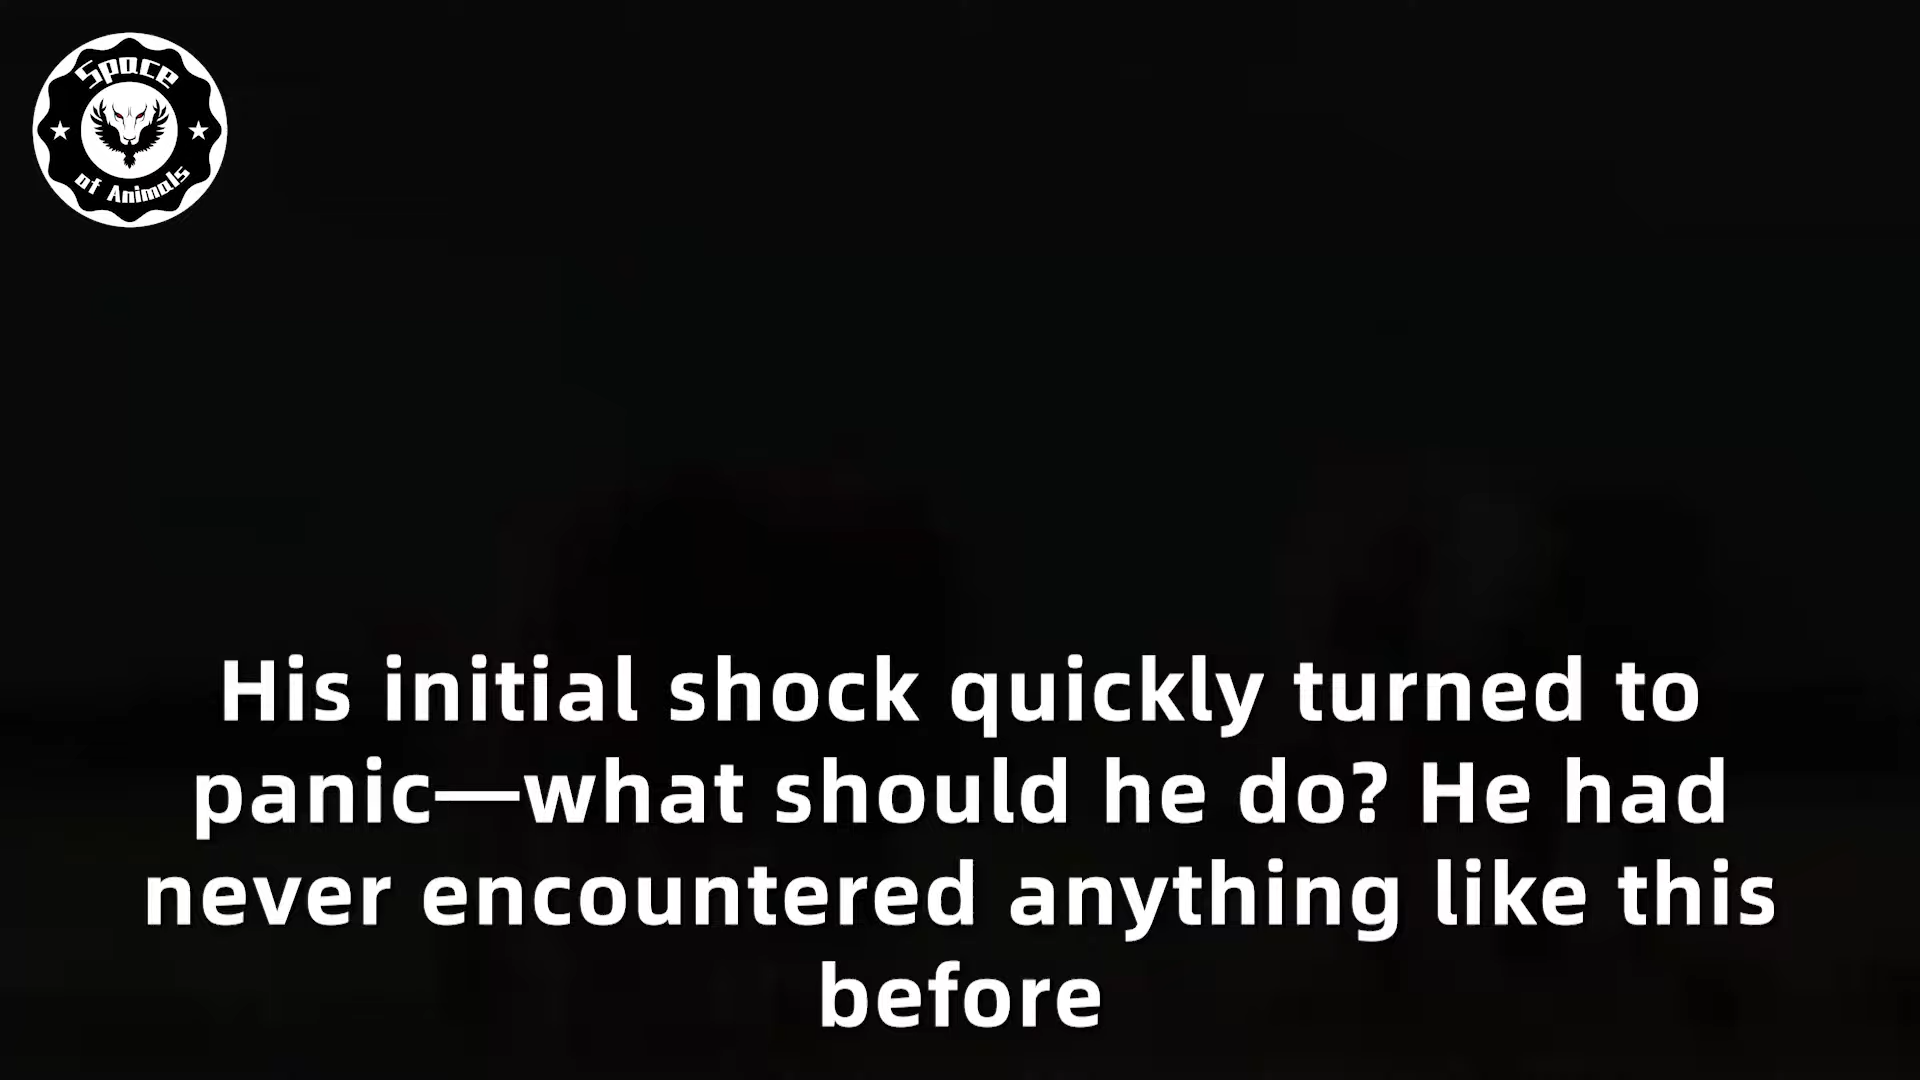 Space
of Animals
His initial shock quickly turned to
panic—what should he do? He had
never encountered anything like this
before